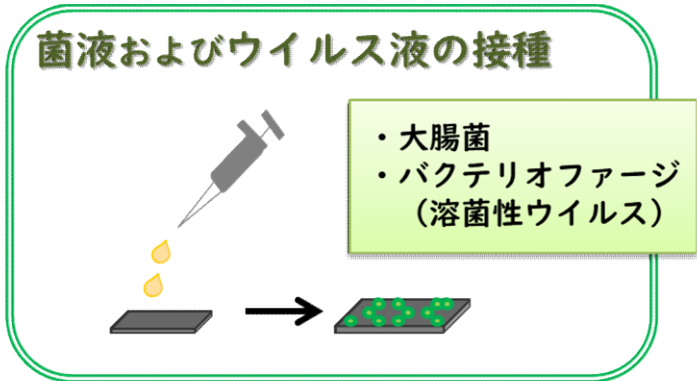 菌液およびウイルス液の接種
・大腸菌
・バクテリオファージ
（溶菌性ウイルス）